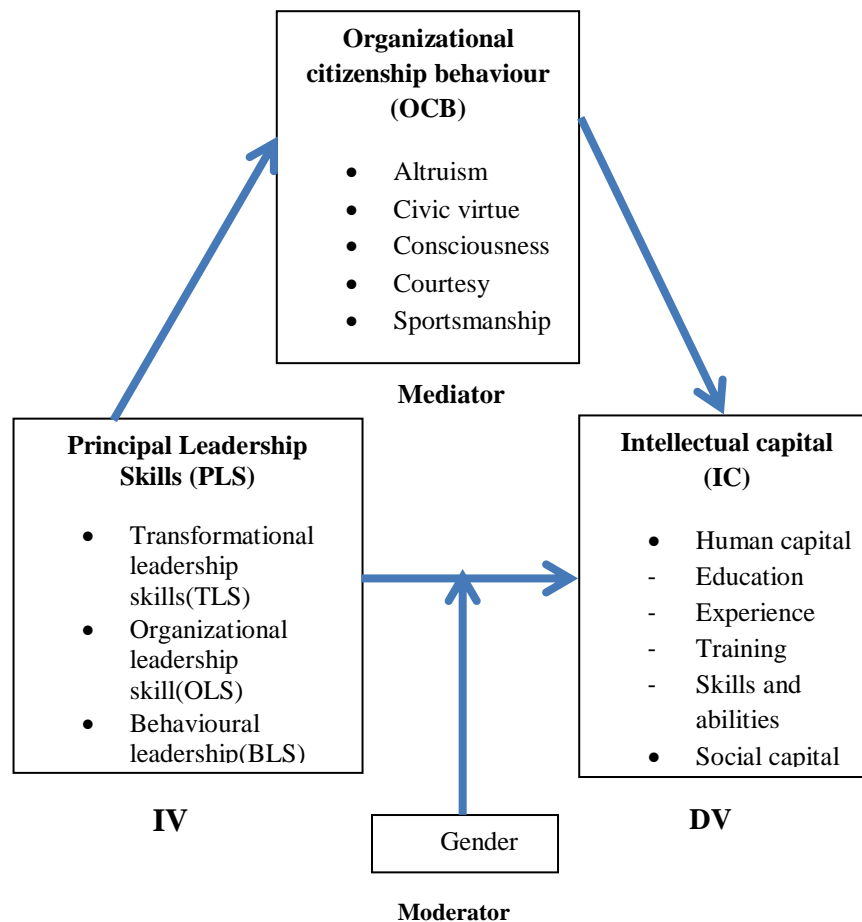 Organizational
citizenship behaviour
(OCB)
• Altruism
• Civic virtue
• Consciousness
• Courtesy
• Sportsmanship
Mediator
Principal Leadership
Skills (PLS)
• Transformational
leadership
skills(TLS)
• Organizational
leadership
skill(OLS)
• Behavioural
leadership(BLS)
IV
Intellectual capital
(IC)
• Human capital
- Education
- Experience
- Training
- Skills and
abilities
• Social capital
DV
Gender
Moderator